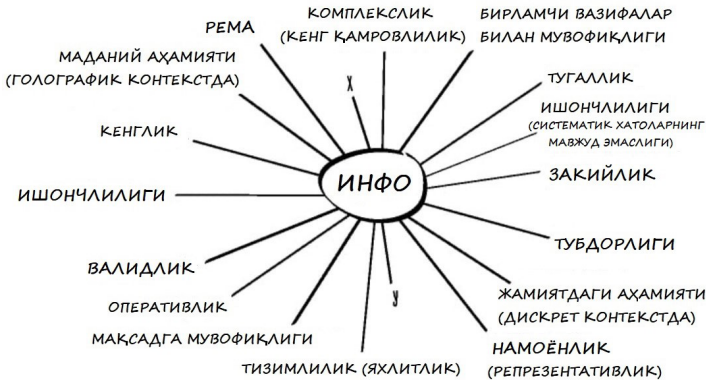 РЕМА
КОМПЛЕКСЛИК
(КЕНГ ҚАМРОВЛИЛИК)
БИРЛАМЧИ ВАЗИФАЛАР
БИЛАН МУВОФИҚЛИГИ
МАДАНИЙ АҲАМИЯТИ
(ГОЛОГРАФИК КОНТЕКСТДА)
X
ТУГАЛЛИК
ИШОНЧЛИЛИГИ
(СИСТЕМАТИК ХАТОЛАРНИНГ
МАВЖУД ЭМАСЛИГИ)
КЕНГЛИК
ИНФО
ЗАКИЙЛИК
ИШОНЧЛИЛИГИ
ТУБДОРЛИГИ
ВАЛИДЛИК
ОПЕРАТИВЛИК
У
ЖАМИЯТДАГИ АҲАМИЯТИ
(ДИСКРЕТ КОНТЕКСТДА)
МАҚСАДГА МУВОФИҚЛИГИ
НАМОЁНЛИК
(РЕПРЕЗЕНТАТИВЛИК)
ТИЗИМЛИЛИК (ЯХЛИТЛИК)